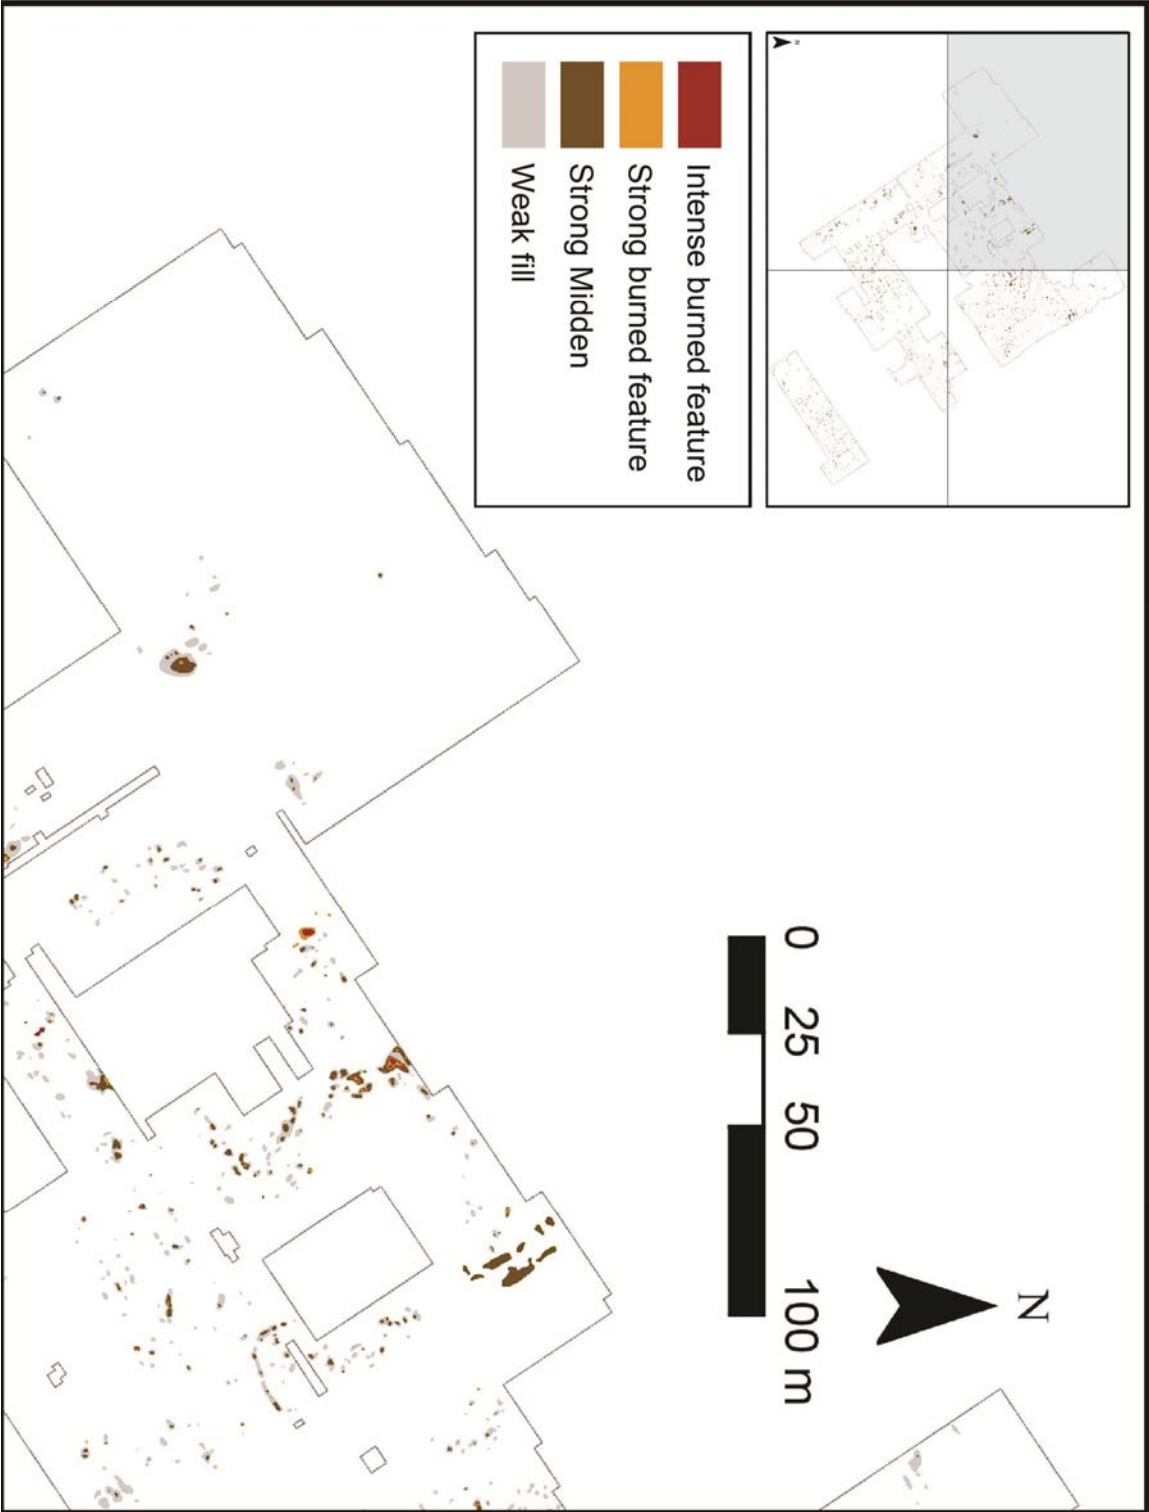 N
Intense burned feature
Strong burned feature
Strong Midden
Weak fill
0 25 50 100 m
N